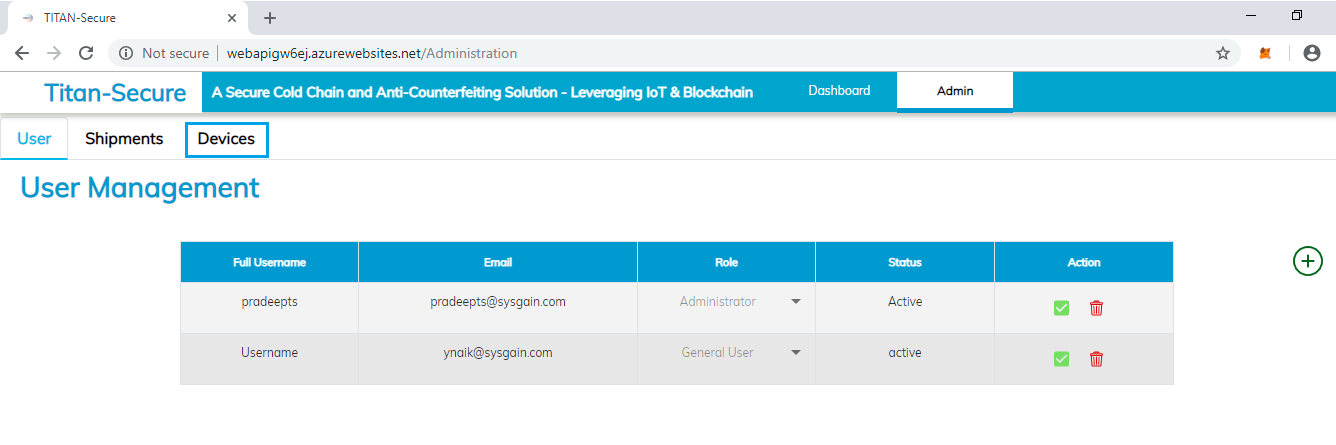 TITAN-Secure
Not secure webapigw6ej.azurewebsites.net/Administration
Titan-Secure A Secure Cold Chain and Anti-Counterfeiting Solution - Leveraging IoT & Blockchain Dashboard Admin
User Shipments Devices
User Management
Full Username Email Role Status Action
pradeepts pradeepts@sysgain.com Administrator Active
Username ynaik@sysgain.com General User active